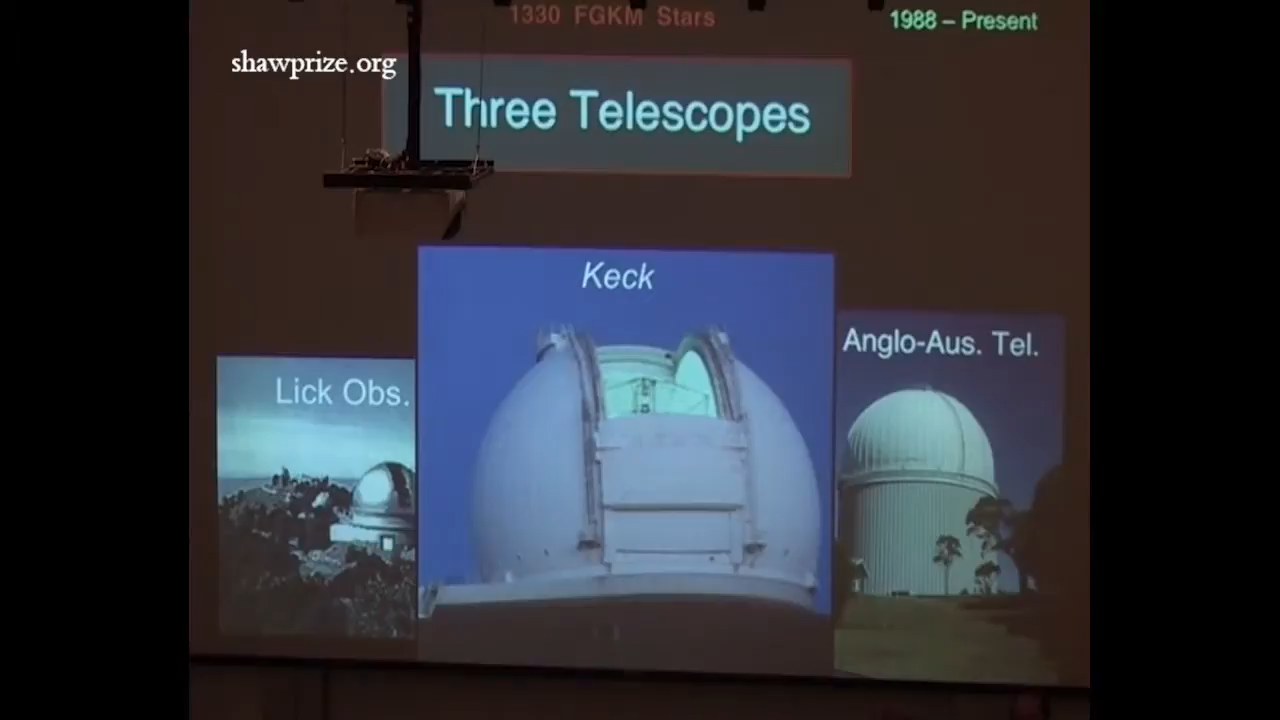 1330 FGKM Stars
1988 – Present
shawprize.org
Three Telescopes
Keck
Anglo-Aus. Tel.
Lick Obs.